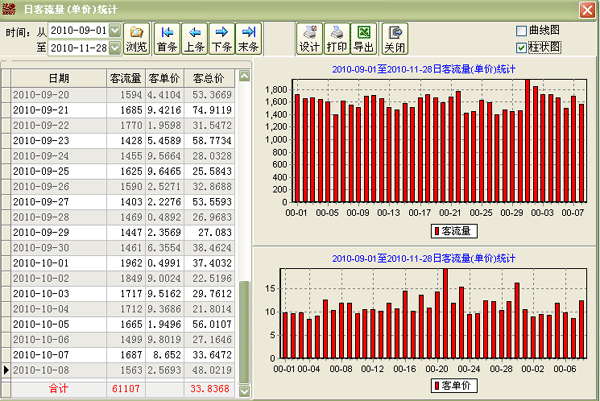 日客流量(单价)统计
时间: 从 2010-09-01
至 2010-11-28
浏览 首条 上条 下条 末条 设计 打印 导出 关闭
曲线图
柱状图
日期 客流量 客单价 客总价
2010-09-20 1594 4.4104 53.3669
2010-09-21 1685 9.4216 74.9119
2010-09-22 1770 1.9598 31.5472
2010-09-23 1428 5.4589 58.7734
2010-09-24 1455 9.5664 28.0328
2010-09-25 1625 9.6465 25.5843
2010-09-26 1590 2.5271 32.8688
2010-09-27 1403 2.2276 53.5593
2010-09-28 1469 0.4892 26.9683
2010-09-29 1447 2.3569 27.083
2010-09-30 1461 6.3554 38.4624
2010-10-01 1962 0.4991 37.4032
2010-10-02 1849 9.0024 22.5196
2010-10-03 1717 9.5162 29.7612
2010-10-04 1712 9.3686 21.8014
2010-10-05 1665 1.9496 56.0107
2010-10-06 1499 9.8019 27.1646
2010-10-07 1687 8.652 33.6472
2010-10-08 1563 2.5693 48.0219
合计 61107 33.8368
2010-09-01至2010-11-28日客流量(单价)统计
1,800
1,600
1,400
1,200
1,000
800
600
400
200
0
00-01 00-05 00-09 00-13 00-17 00-21 00-25 00-29 00-03 00-07
客流量
2010-09-01至2010-11-28日客流量(单价)统计
15
10
5
0
00-01 00-04 00-08 00-12 00-16 00-20 00-24 00-28 00-02 00-06
客单价